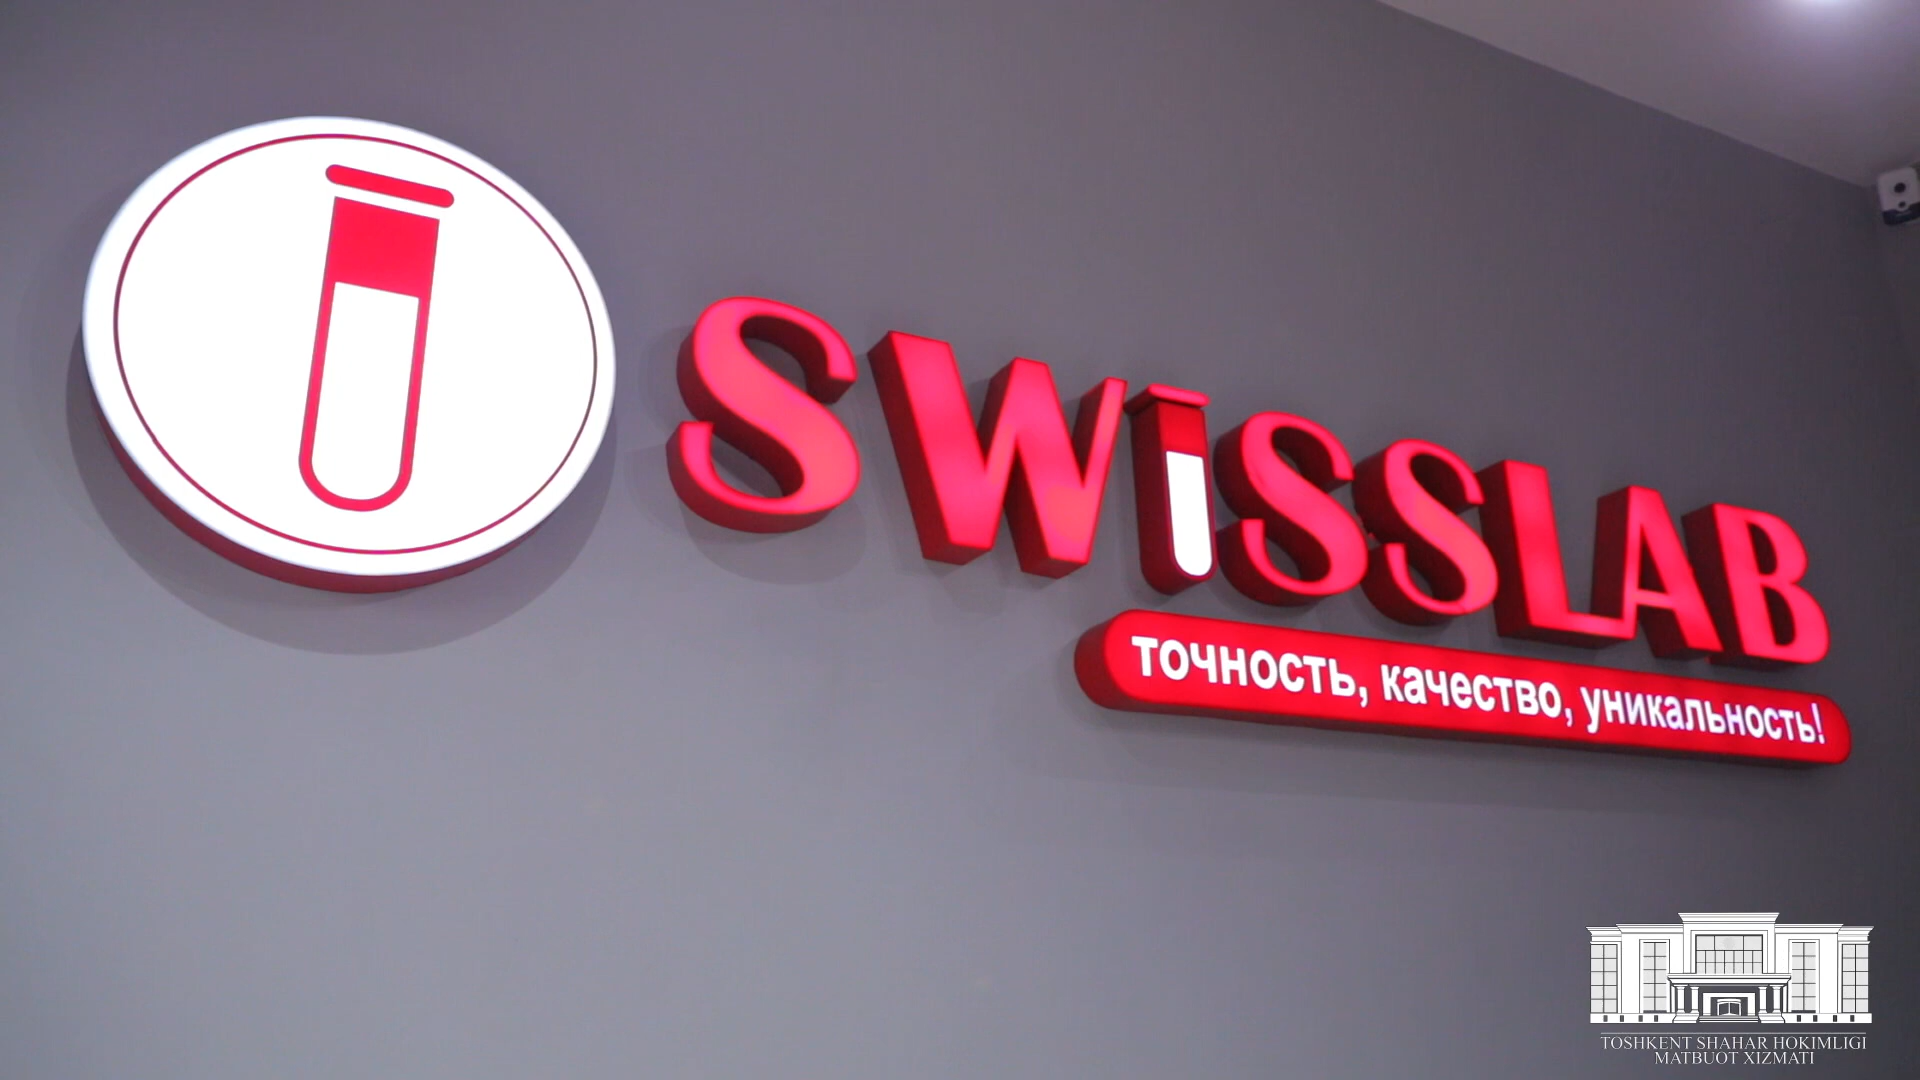 SWiSSLAB
точность, качество, уникальность!
TOSHKENT SHAHAR HOKIMLIGI
MATBUOT XIZMATI